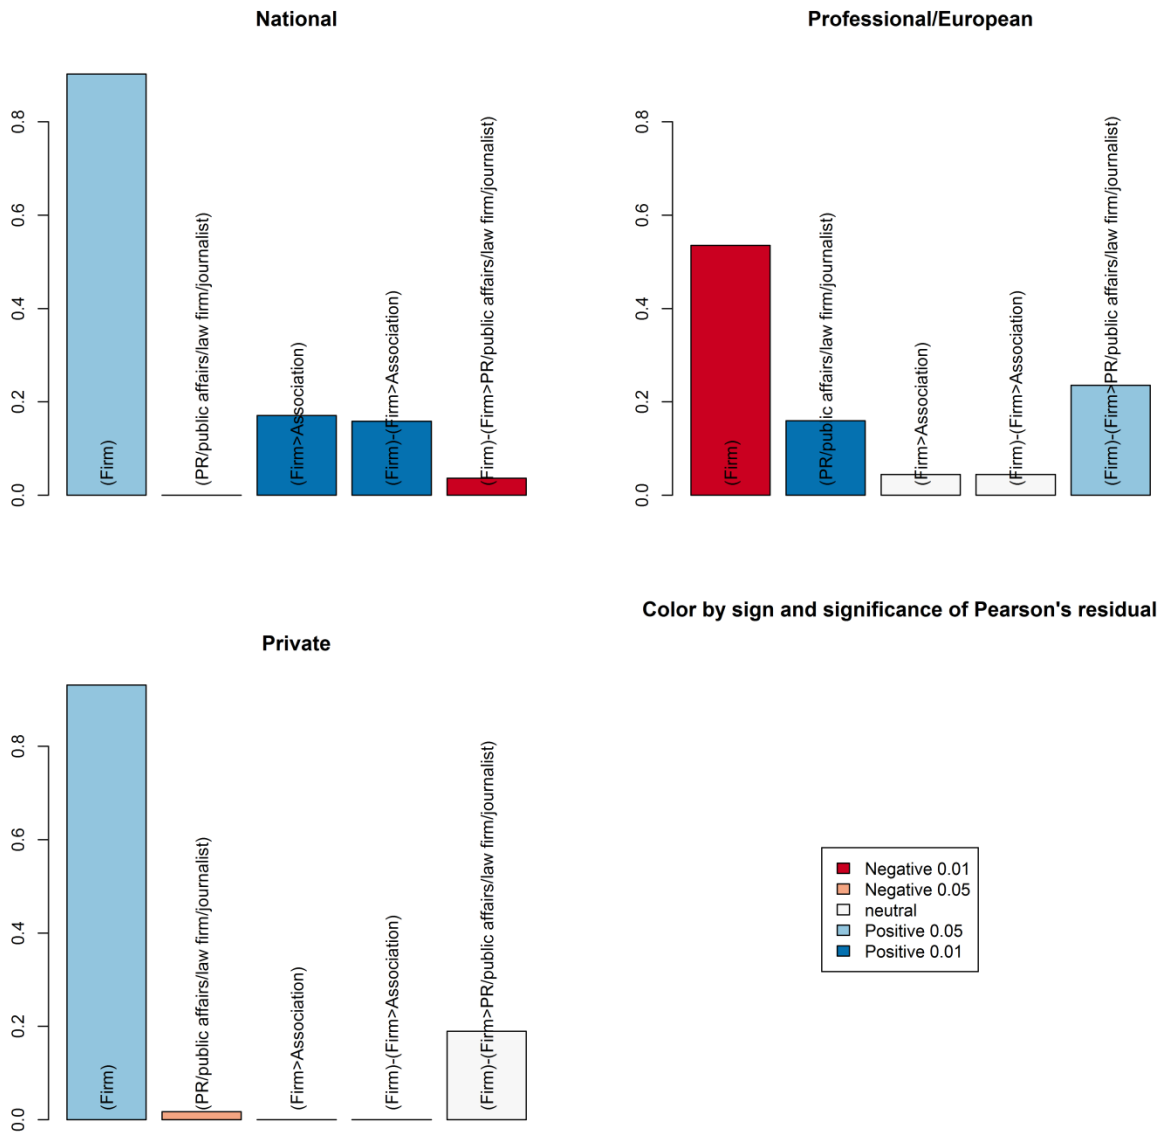 National
0.0
0.2
0.4
0.6
0.8
(Firm)
(PR/public affairs/law firm/journalist)
(Firm>Association)
(Firm)-(Firm>Association)
(Firm)-(Firm>PR/public affairs/law firm/journalist)
Professional/European
0.0
0.2
0.4
0.6
0.8
(Firm)
(PR/public affairs/law firm/journalist)
(Firm>Association)
(Firm)-(Firm>Association)
(Firm)-(Firm>PR/public affairs/law firm/journalist)
Private
0.0
0.2
0.4
0.6
0.8
(Firm)
(PR/public affairs/law firm/journalist)
(Firm>Association)
(Firm)-(Firm>Association)
(Firm)-(Firm>PR/public affairs/law firm/journalist)
Color by sign and significance of Pearson's residual
Negative 0.01
Negative 0.05
neutral
Positive 0.05
Positive 0.01